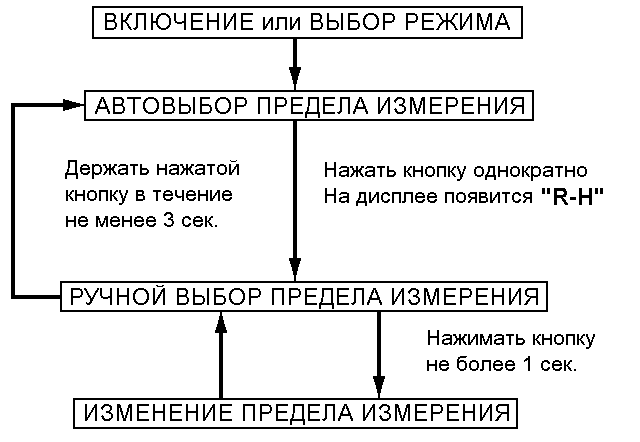 ВКЛЮЧЕНИЕ или ВЫБОР РЕЖИМА
АВТОВЫБОР ПРЕДЕЛА ИЗМЕРЕНИЯ
Держать нажатой
кнопку в течение
не менее 3 сек.
Нажать кнопку однократно
На дисплее появится "R-H"
РУЧНОЙ ВЫБОР ПРЕДЕЛА ИЗМЕРЕНИЯ
Нажимать кнопку
не более 1 сек.
ИЗМЕНЕНИЕ ПРЕДЕЛА ИЗМЕРЕНИЯ